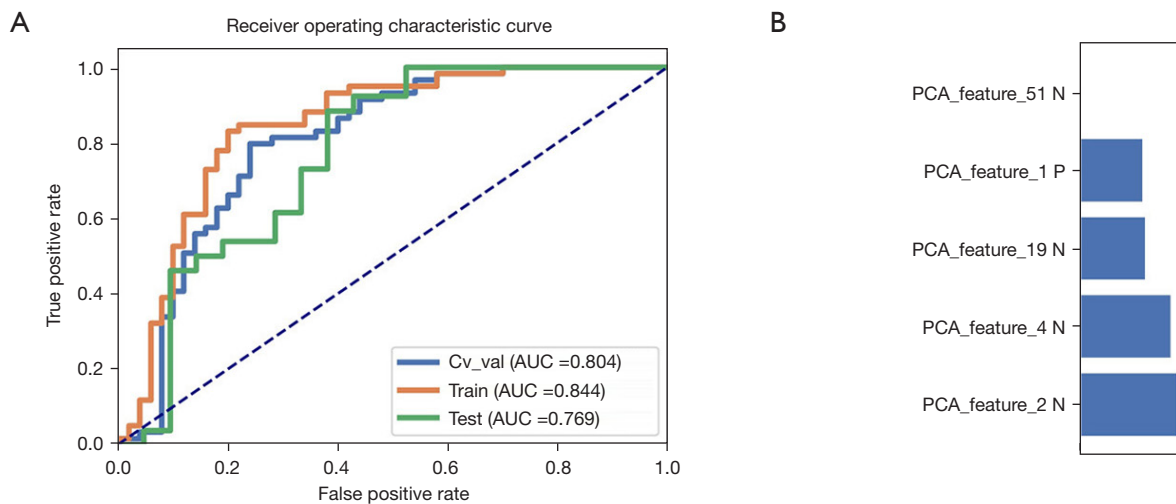 A
Receiver operating characteristic curve
True positive rate
1.0
0.8
0.6
0.4
0.2
0.0
Cv_val (AUC =0.804)
Train (AUC =0.844)
Test (AUC =0.769)
0.0 0.2 0.4 0.6 0.8 1.0
False positive rate
B
PCA_feature_51 N
PCA_feature_1 P
PCA_feature_19 N
PCA_feature_4 N
PCA_feature_2 N